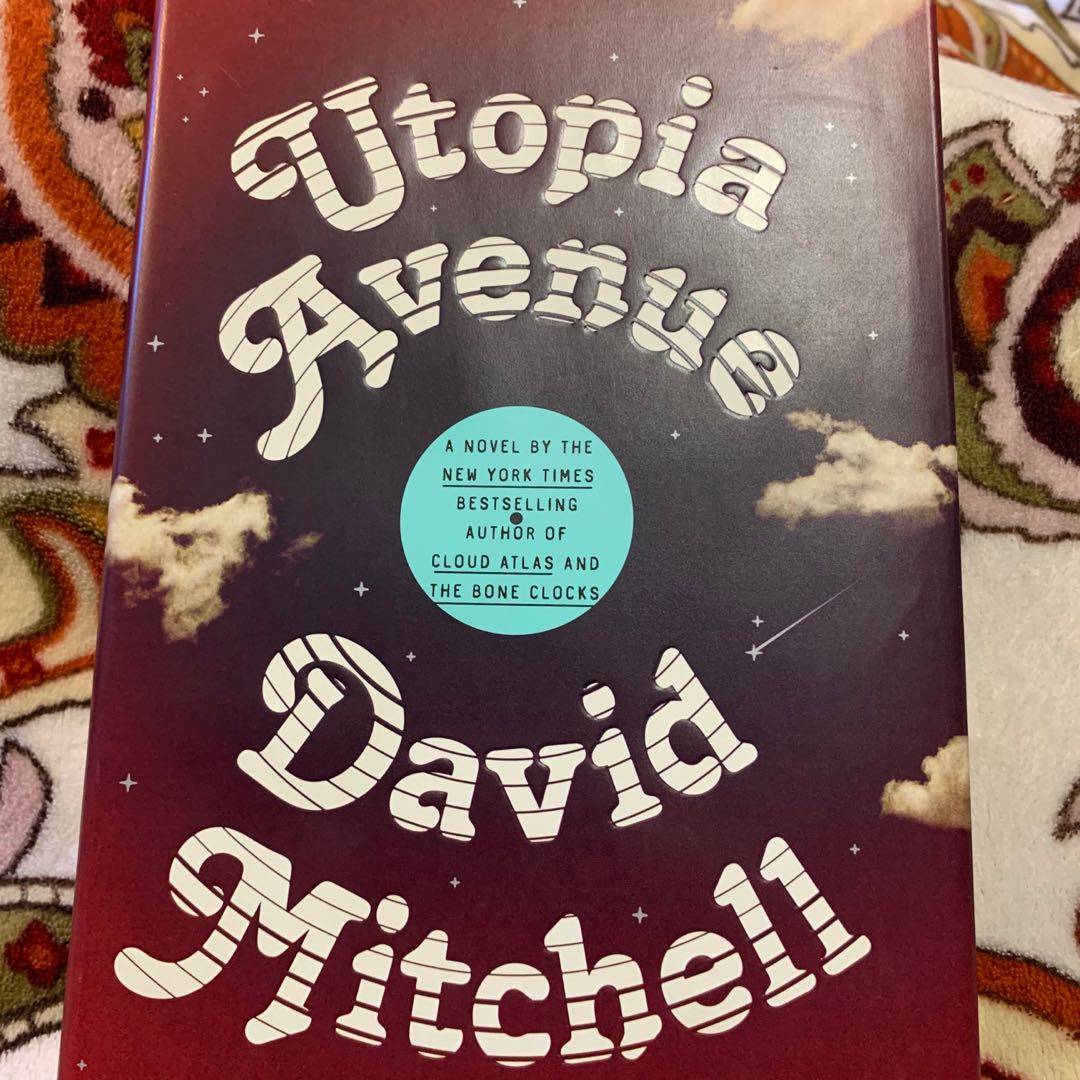 Utopia
Avenue
A NOVEL BY THE
NEW YORK TIMES
BESTSELLING
AUTHOR OF
CLOUD ATLAS AND
THE BONE CLOCKS
David
Mitchell